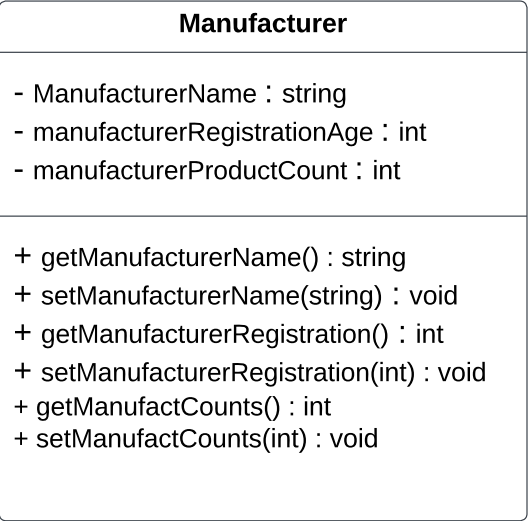 Manufacturer
- ManufacturerName : string
- manufacturerRegistrationAge : int
- manufacturerProductCount : int
+ getManufacturerName() : string
+ setManufacturerName(string) : void
+ getManufacturerRegistration() : int
+ setManufacturerRegistration(int) : void
+ getManufactCounts() : int
+ setManufactCounts(int) : void